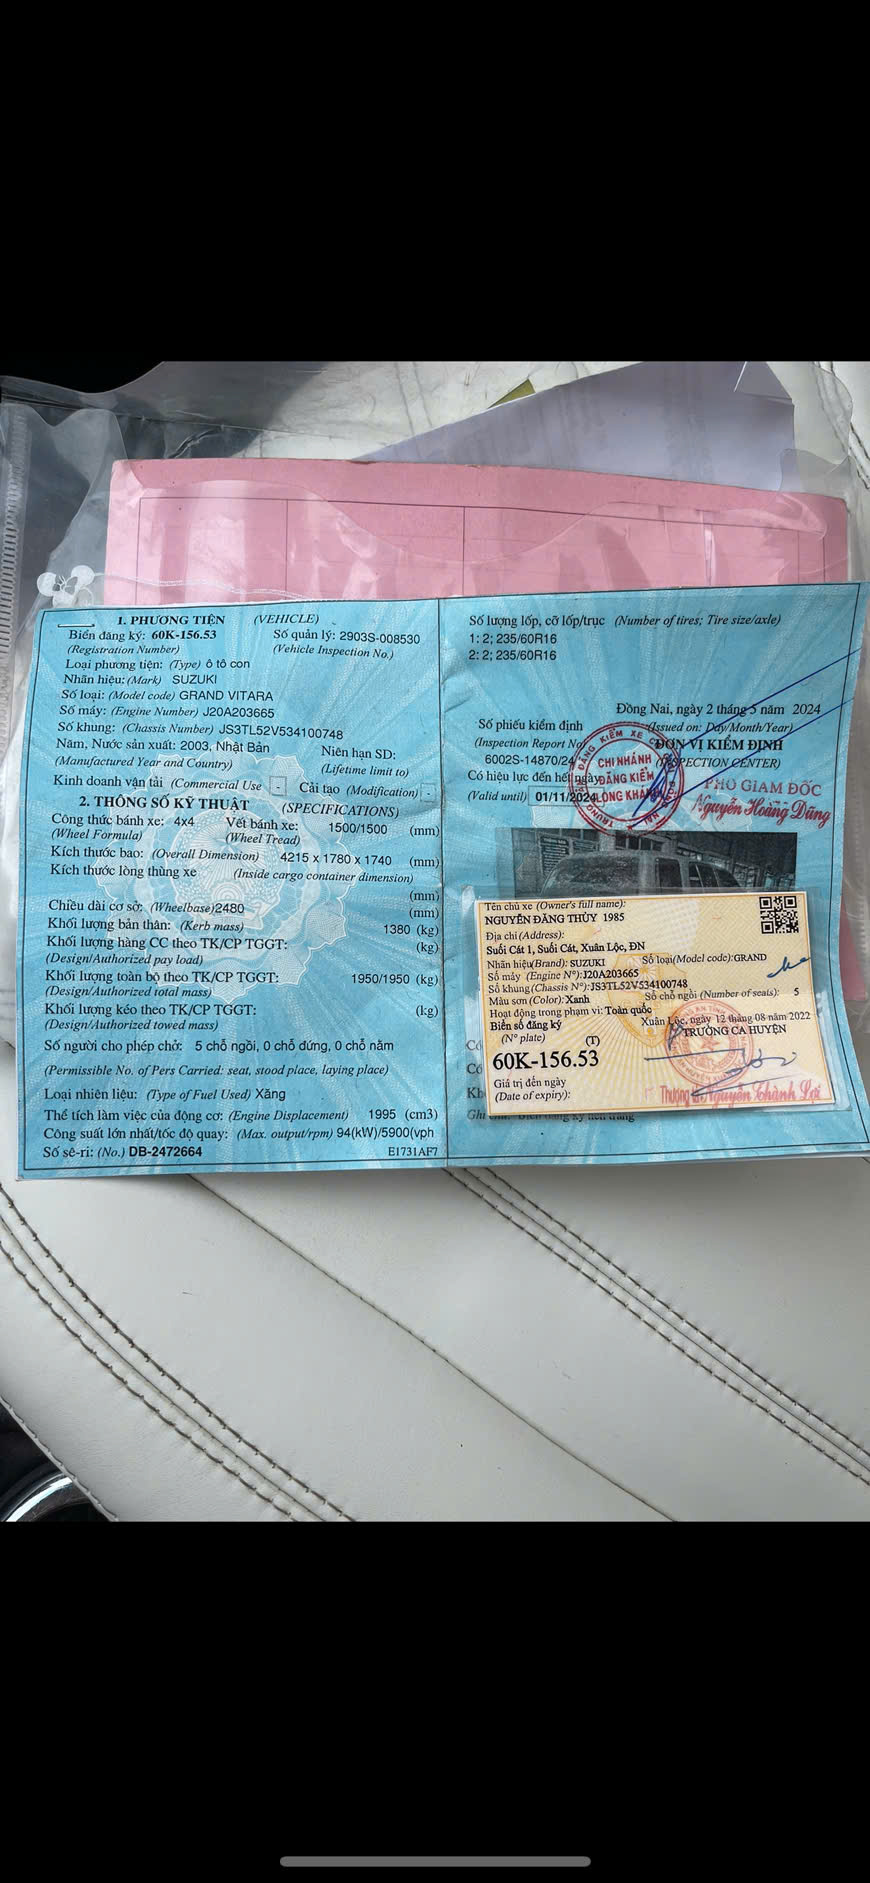 1. PHƯƠNG TIỆN (VEHICLE)
Biển đăng ký: 60K-156.53 Số quản lý: 2903S-008530
(Registration Number) (Vehicle Inspection No.)
Loại phương tiện: (Type) ô tô con
Nhãn hiệu: (Mark) SUZUKI
Số loại: (Model code) GRAND VITARA
Số máy: (Engine Number) J20A203665
Số khung: (Chassis Number) JS3TL52V534100748
Năm, Nước sản xuất: 2003, Nhật Bản Niên hạn SD:
(Manufactured Year and Country) (Lifetime limit to)
Kinh doanh vận tải (Commercial Use - Cải tạo (Modification) -
2. THÔNG SỐ KỸ THUẬT (SPECIFICATIONS)
Công thức bánh xe: 4x4 Vết bánh xe: 1500/1500 (mm)
(Wheel Formula) (Wheel Tread)
Kích thước bao: (Overall Dimension) 4215 x 1780 x 1740 (mm)
Kích thước lòng thùng xe (Inside cargo container dimension)
(mm)
Chiều dài cơ sở: (Wheelbase)2480 (mm)
Khối lượng bản thân: (Kerb mass) 1380 (kg)
Khối lượng hàng CC theo TK/CP TGGT: (kg)
(Design/Authorized pay load)
Khối lượng toàn bộ theo TK/CP TGGT: 1950/1950 (kg)
(Design/Authorized total mass)
Khối lượng kéo theo TK/CP TGGT: (kg)
(Design/Authorized towed mass)
Số người cho phép chở: 5 chỗ ngồi, 0 chỗ đứng, 0 chỗ nằm
(Permissible No. of Pers Carried: seat, stood place, laying place)
Loại nhiên liệu: (Type of Fuel Used) Xăng
Thể tích làm việc của động cơ: (Engine Displacement) 1995 (cm3)
Công suất lớn nhất/tốc độ quay: (Max. output/rpm) 94(kW)/5900(vph
Số sê-ri: (No.) DB-2472664 E1731AF7
Số lượng lốp, cỡ lốp/trục (Number of tires; Tire size/axle)
1: 2; 235/60R16
2: 2; 235/60R16
Đồng Nai, ngày 2 tháng 5 năm 2024
Số phiếu kiểm định (Issued on: Day/Month/Year)
(Inspection Report No ĐƠN VỊ KIỂM ĐỊNH
6002S-14870/24 (INSPECTION CENTER)
Có hiệu lực đến hết ngày
(Valid until) 01/11/2024
CHI NHÁNH
ĐĂNG KIỂM
LONG KHÁNH
PHÓ GIÁM ĐỐC
Nguyễn Hoàng Dũng
Tên chủ xe (Owner's full name):
NGUYỄN ĐĂNG THỦY 1985
Địa chỉ (Address):
Suối Cát 1, Suối Cát, Xuân Lộc, ĐN
Nhãn hiệu(Brand): SUZUKI Số loại(Model code):GRAND
Số máy (Engine N°):J20A203665
Số khung (Chassis N°):JS3TL52V534100748
Màu sơn (Color): Xanh Số chỗ ngồi (Number of seats): 5
Hoạt động trong phạm vi: Toàn quốc
Biển số đăng ký Xuân Lộc, ngày 12 tháng 08 năm 2022
(N° plate) (T) TRƯỞNG CA HUYỆN
60K-156.53
Giá trị đến ngày
(Date of expiry):
Nguyễn Thành Lợi